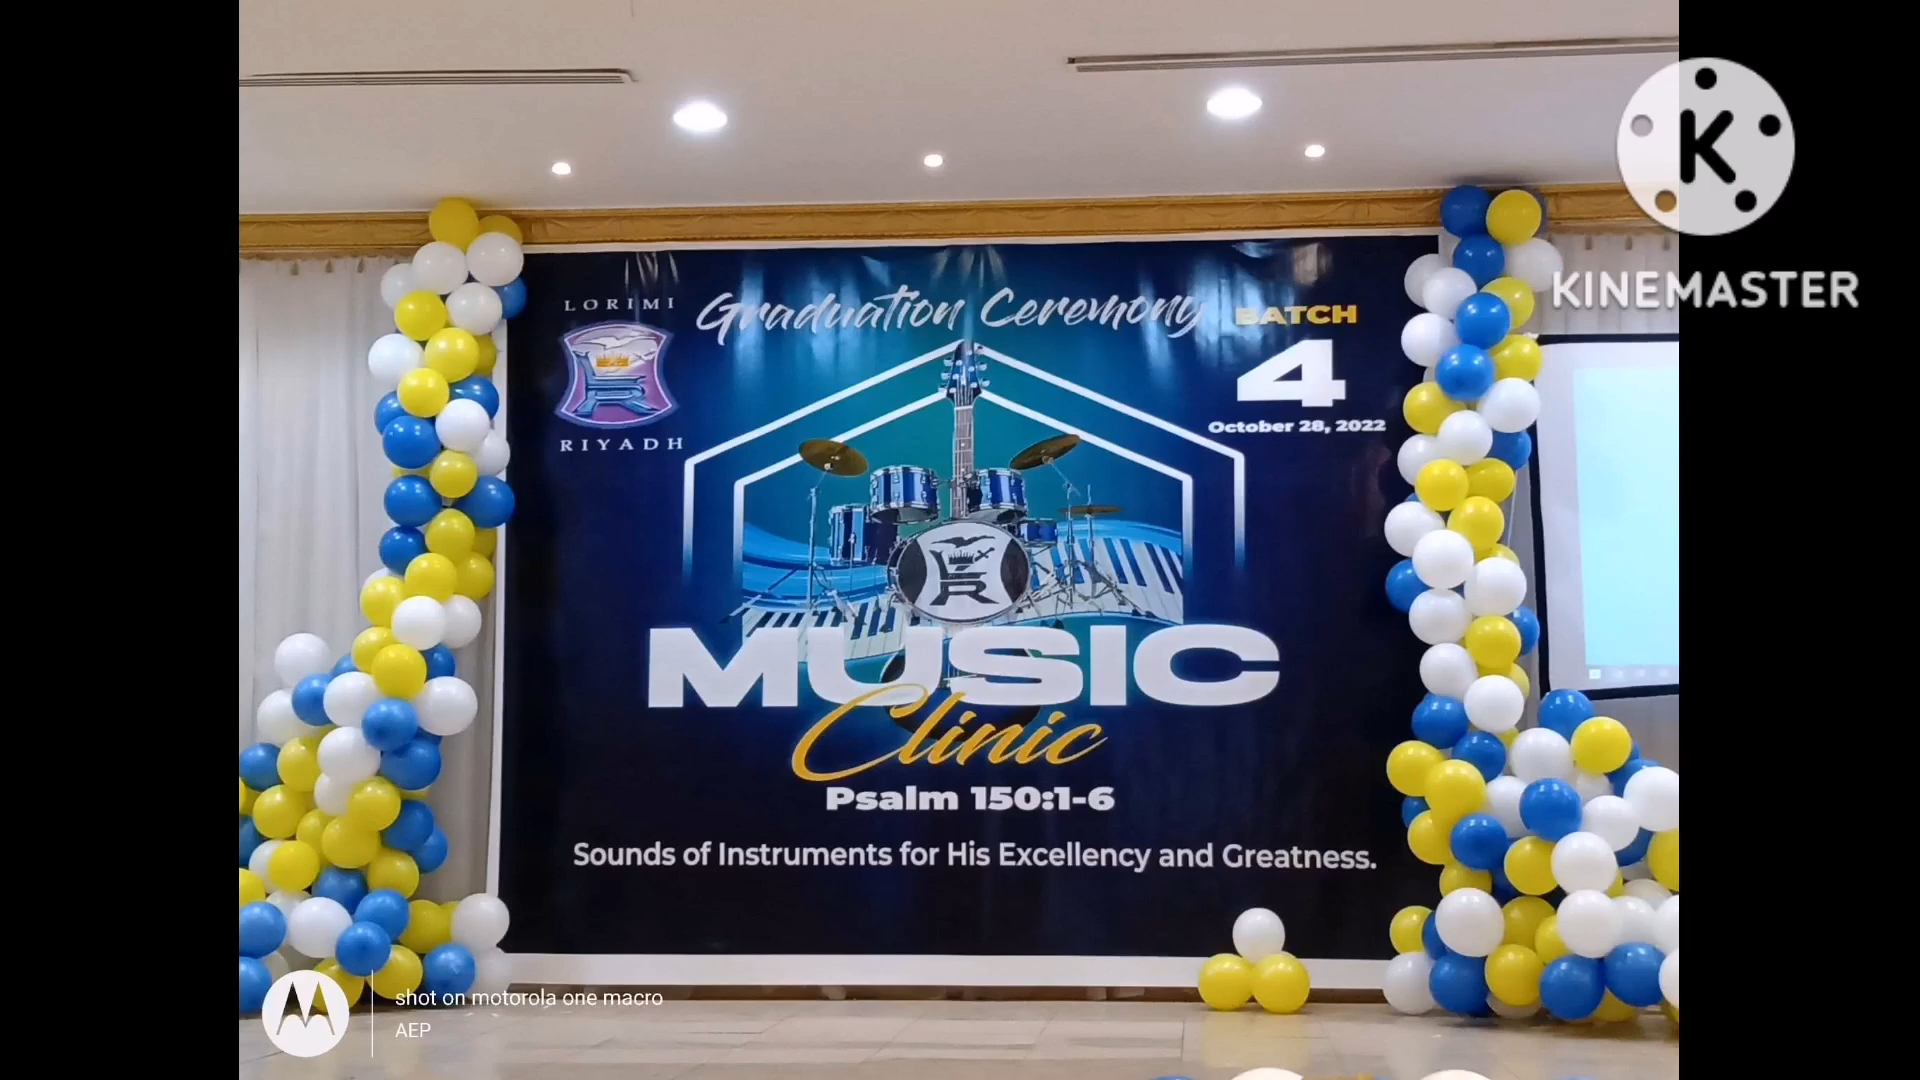 K
KINEMASTER
LORIMI
RIYADH
Graduation Ceremony
BATCH
4
October 28, 2022
MUSIC
Clinic
Psalm 150:1-6
Sounds of Instruments for His Excellency and Greatness.
shot on motorola one macro
AEP